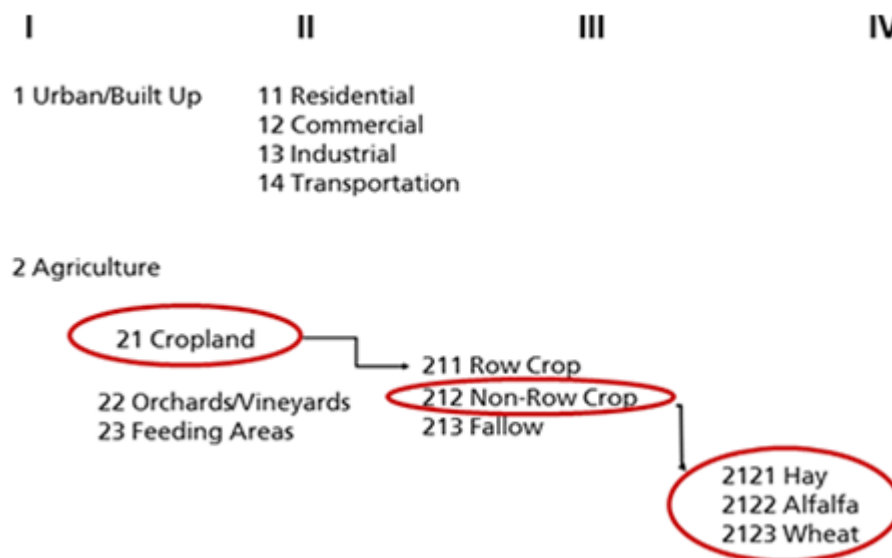 I II III IV
1 Urban/Built Up 11 Residential
12 Commercial
13 Industrial
14 Transportation
2 Agriculture
21 Cropland
211 Row Crop
22 Orchards/Vineyards 212 Non-Row Crop
23 Feeding Areas 213 Fallow
2121 Hay
2122 Alfalfa
2123 Wheat